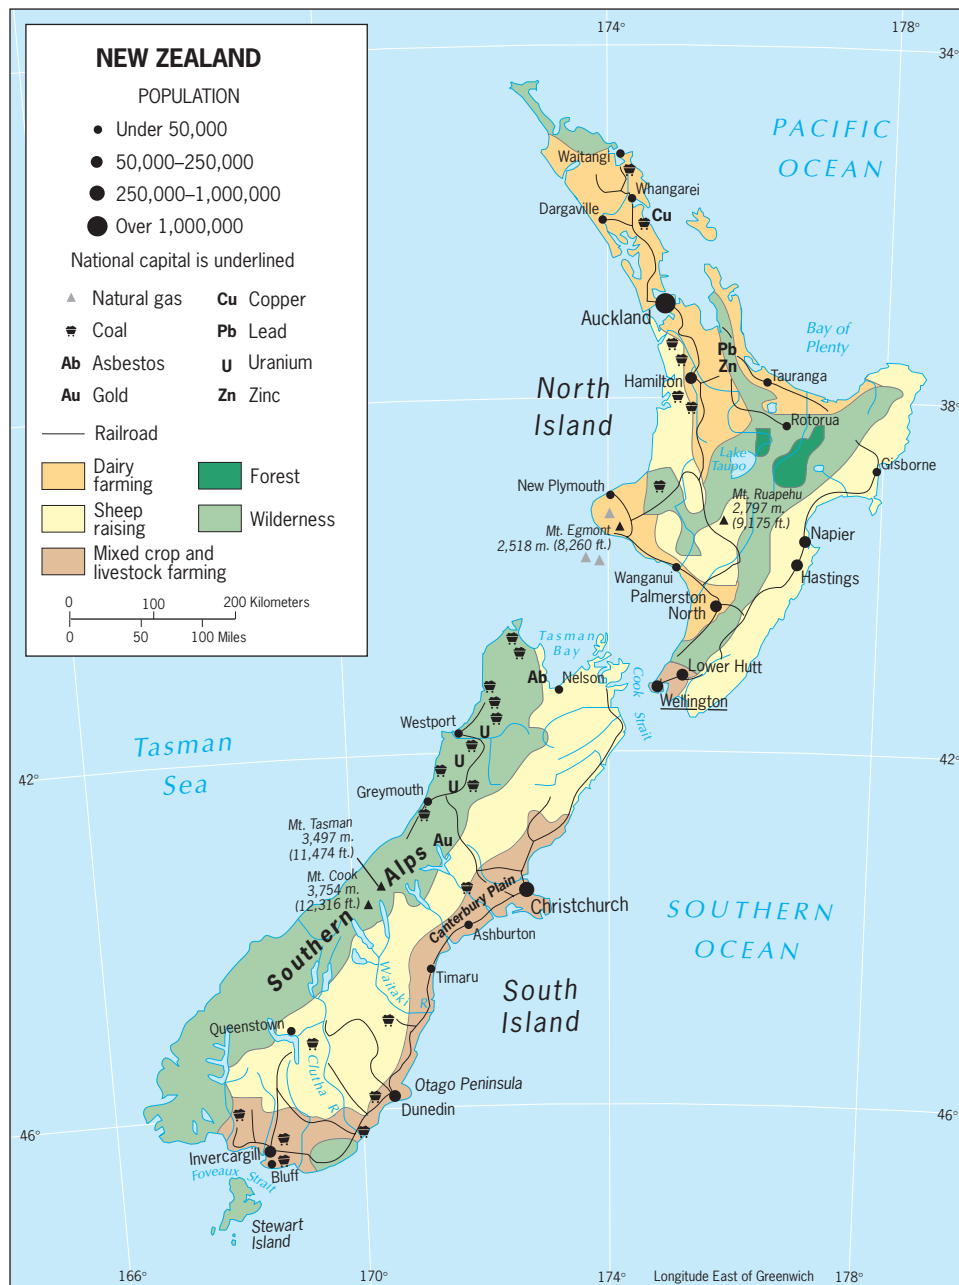 174°
178°
34°
NEW ZEALAND
POPULATION
Under 50,000
50,000–250,000
250,000–1,000,000
Over 1,000,000
National capital is underlined
Natural gas
Cu Copper
Coal
Pb Lead
Ab Asbestos
U Uranium
Au Gold
Zn Zinc
Railroad
Dairy
farming
Forest
Sheep
raising
Wilderness
Mixed crop and
livestock farming
0 100 200 Kilometers
0 50 100 Miles
PACIFIC
OCEAN
Waitangi
Whangarei
Dargaville
Cu
Auckland
Bay of
Plenty
Pb
Zn
Hamilton
Tauranga
North
Island
38°
Rotorua
Lake
Taupo
Gisborne
New Plymouth
Mt. Ruapehu
2,797 m.
(9,175 ft.)
Mt. Egmont
2,518 m. (8,260 ft.)
Napier
Hastings
Wanganui
Palmerston
North
Tasman
Bay
Lower Hutt
Ab
Nelson
Cook Strait
Wellington
Westport
U
Tasman
Sea
U
42°
42°
U
Greymouth
Mt. Tasman
3,497 m.
(11,474 ft.)
Au
Mt. Cook
3,754 m.
(12,316 ft.)
Southern Alps
Canterbury Plain
Christchurch
Ashburton
SOUTHERN
OCEAN
Waitaki R.
Timaru
South
Island
Queenstown
Clutha R.
Otago Peninsula
Dunedin
46°
46°
Invercargill
Bluff
Foveaux Strait
Stewart
Island
166°
170°
174°
178°
Longitude East of Greenwich